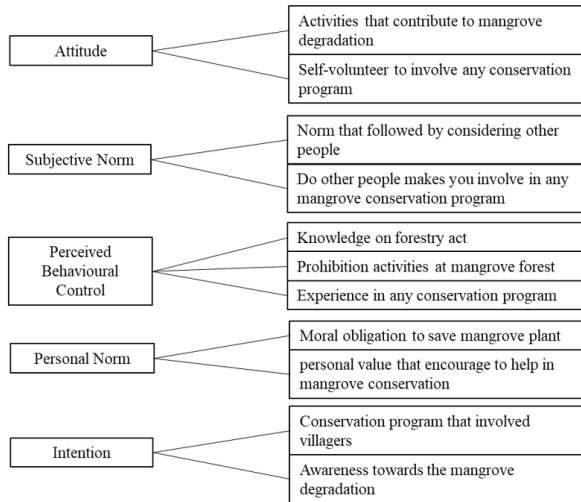 Attitude
Activities that contribute to mangrove
degradation
Self-volunteer to involve any conservation
program
Subjective Norm
Norm that followed by considering other
people
Do other people makes you involve in any
mangrove conservation program
Perceived
Behavioural
Control
Knowledge on forestry act
Prohibition activities at mangrove forest
Experience in any conservation program
Personal Norm
Moral obligation to save mangrove plant
personal value that encourage to help in
mangrove conservation
Intention
Conservation program that involved
villagers
Awareness towards the mangrove
degradation